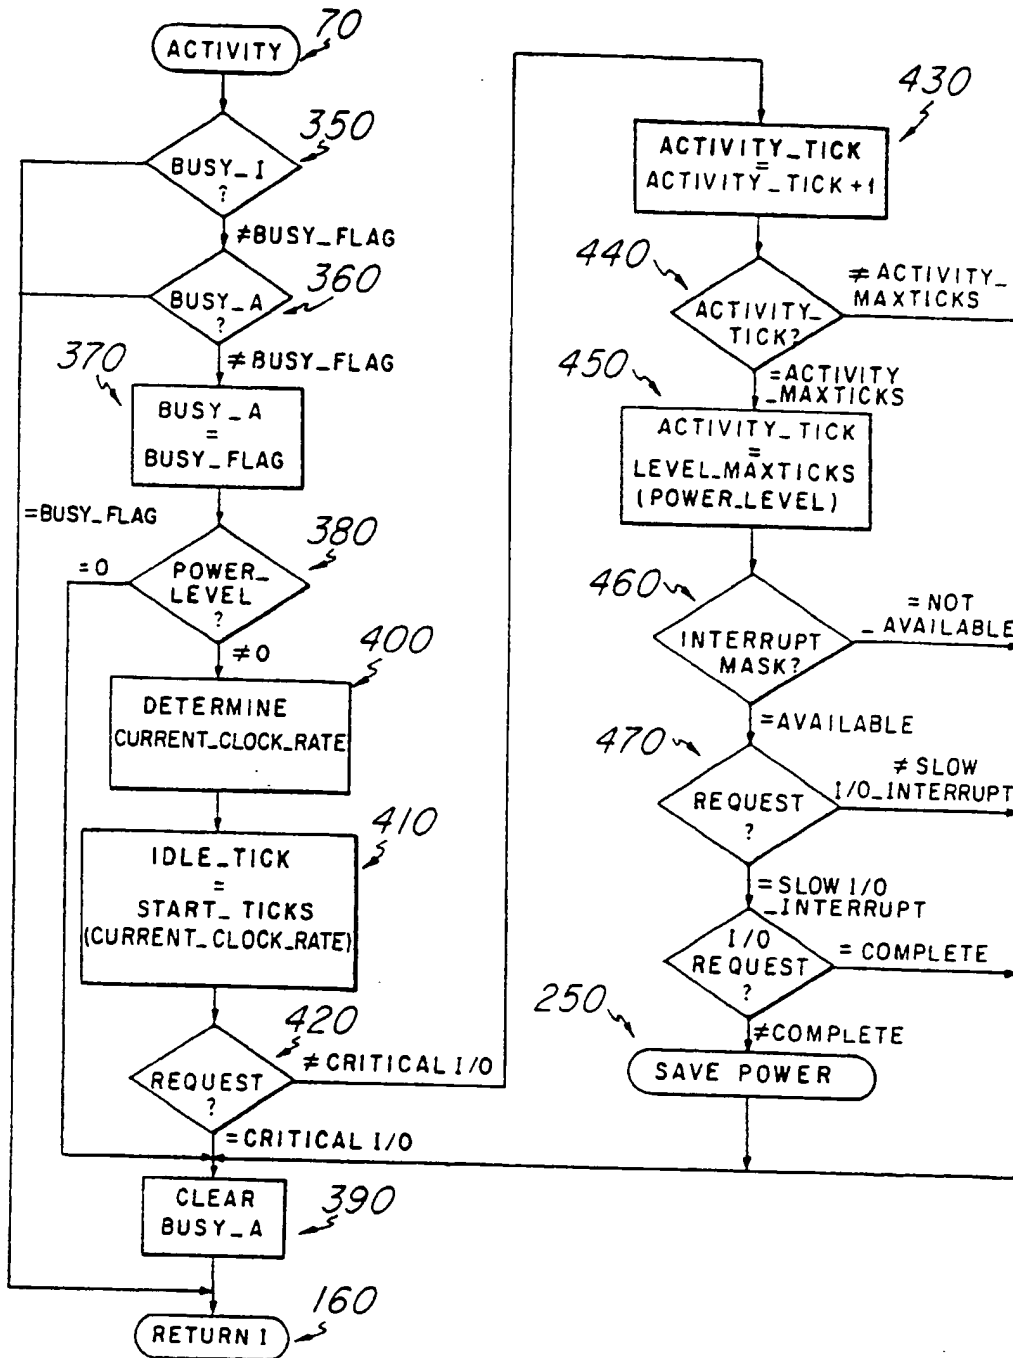 70
ACTIVITY
350
BUSY_I
?
≠BUSY_FLAG
360
BUSY_A
?
≠BUSY_FLAG
370
BUSY_A
=
BUSY_FLAG
=BUSY_FLAG
380
=0
POWER_
LEVEL
?
≠0
400
DETERMINE
CURRENT_CLOCK_RATE
410
IDLE_TICK
=
START_TICKS
(CURRENT_CLOCK_RATE)
420
≠CRITICAL I/O
REQUEST
?
=CRITICAL I/O
CLEAR
BUSY_A
390
160
RETURN I
430
ACTIVITY_TICK
=
ACTIVITY_TICK+1
440
≠ACTIVITY_
MAXTICKS
ACTIVITY_
TICK?
450
=ACTIVITY
_MAXTICKS
ACTIVITY_TICK
=
LEVEL_MAXTICKS
(POWER_LEVEL)
460
=NOT
_AVAILABLE
INTERRUPT
MASK?
=AVAILABLE
470
≠SLOW
I/O_INTERRUPT
REQUEST
?
=SLOW I/O
_INTERRUPT
I/O
REQUEST
?
=COMPLETE
250
≠COMPLETE
SAVE POWER